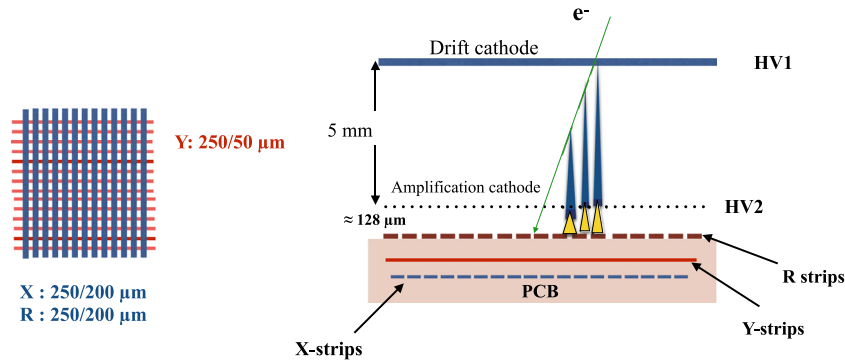 e-
Drift cathode
HV1
Y: 250/50 µm
5 mm
Amplification cathode
HV2
≈ 128 µm
R strips
X : 250/200 µm
R : 250/200 µm
PCB
Y-strips
X-strips